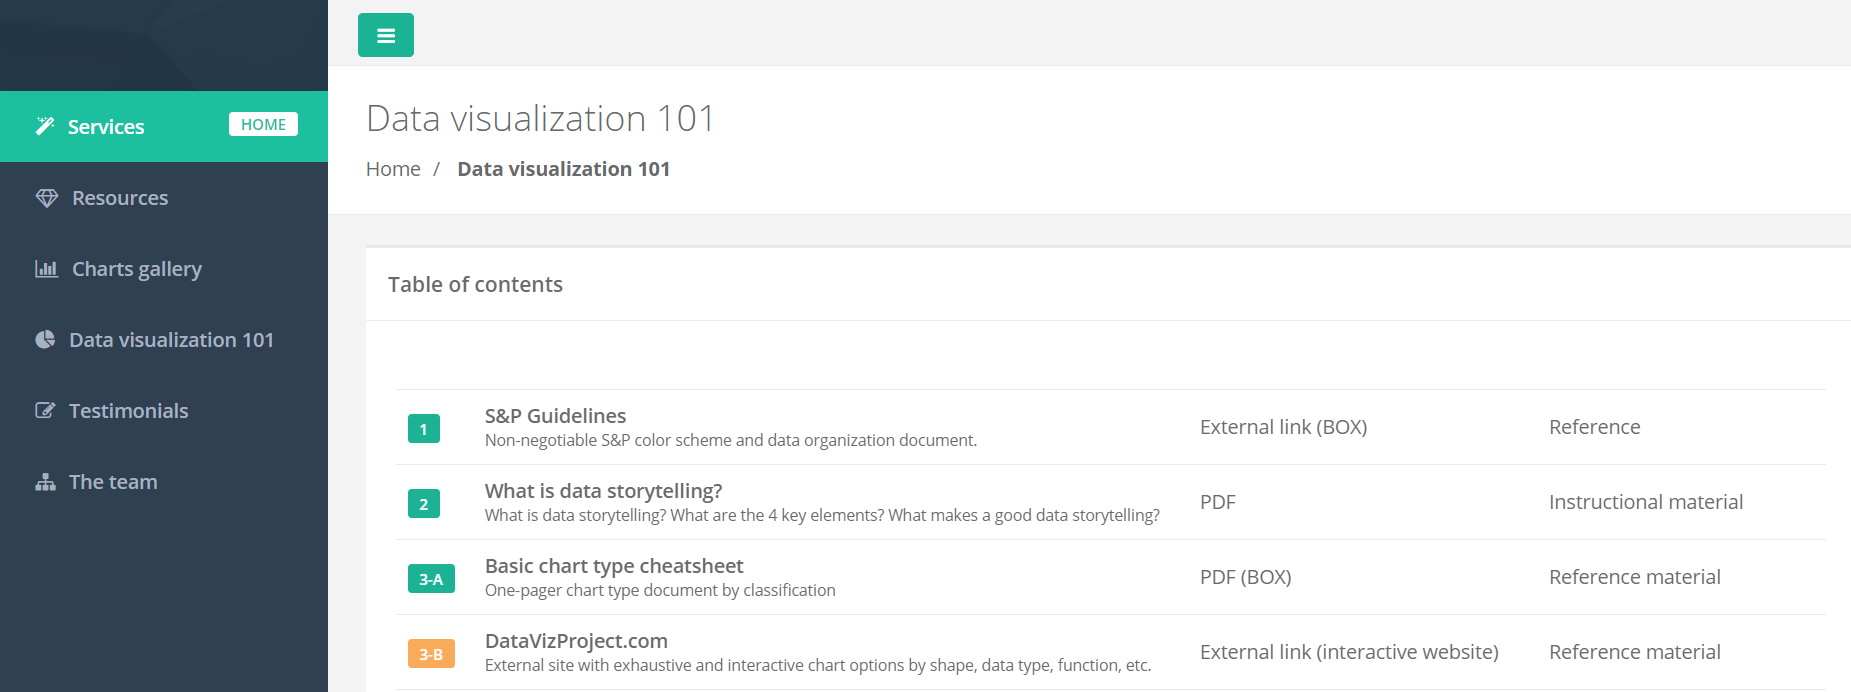 Services HOME
Resources
Charts gallery
Data visualization 101
Testimonials
The team
Data visualization 101
Home / Data visualization 101
Table of contents
1 S&P Guidelines External link (BOX) Reference
Non-negotiable S&P color scheme and data organization document.
2 What is data storytelling? PDF Instructional material
What is data storytelling? What are the 4 key elements? What makes a good data storytelling?
3-A Basic chart type cheatsheet PDF (BOX) Reference material
One-pager chart type document by classification
3-B DataVizProject.com External link (interactive website) Reference material
External site with exhaustive and interactive chart options by shape, data type, function, etc.